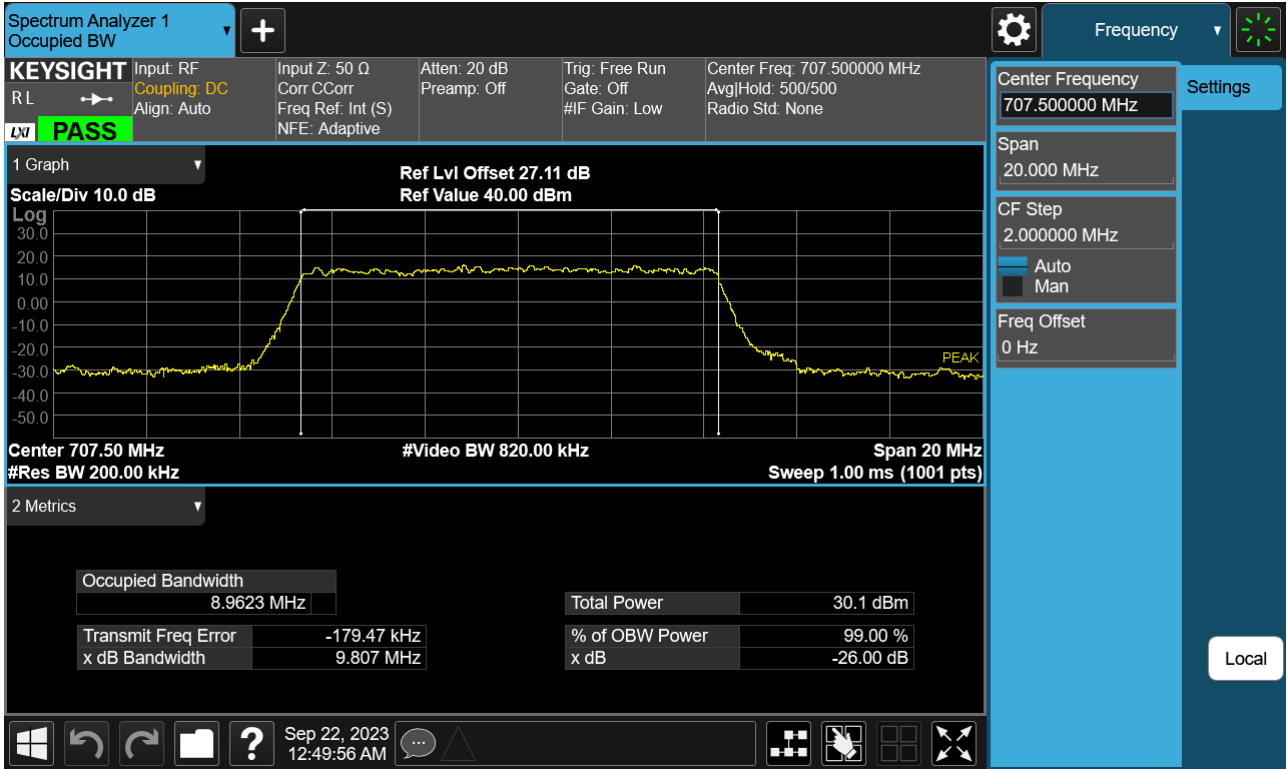 Spectrum Analyzer 1
Occupied BW
Frequency
KEYSIGHT
R L
LXI
PASS
Input: RF
Coupling: DC
Align: Auto
Input Z: 50 Ω
Corr CCorr
Freq Ref: Int (S)
NFE: Adaptive
Atten: 20 dB
Preamp: Off
Trig: Free Run
Gate: Off
#IF Gain: Low
Center Freq: 707.500000 MHz
Avg|Hold: 500/500
Radio Std: None
Center Frequency
707.500000 MHz
Settings
Span
20.000 MHz
CF Step
2.000000 MHz
Auto
Man
Freq Offset
0 Hz
Local
1 Graph
Scale/Div 10.0 dB
Ref Lvl Offset 27.11 dB
Ref Value 40.00 dBm
Log
30.0
20.0
10.0
0.00
-10.0
-20.0
-30.0
-40.0
-50.0
PEAK
Center 707.50 MHz
#Video BW 820.00 kHz
Span 20 MHz
#Res BW 200.00 kHz
Sweep 1.00 ms (1001 pts)
2 Metrics
Occupied Bandwidth
8.9623 MHz
Total Power 30.1 dBm
Transmit Freq Error -179.47 kHz
% of OBW Power 99.00 %
x dB Bandwidth 9.807 MHz
x dB -26.00 dB
?
Sep 22, 2023
12:49:56 AM